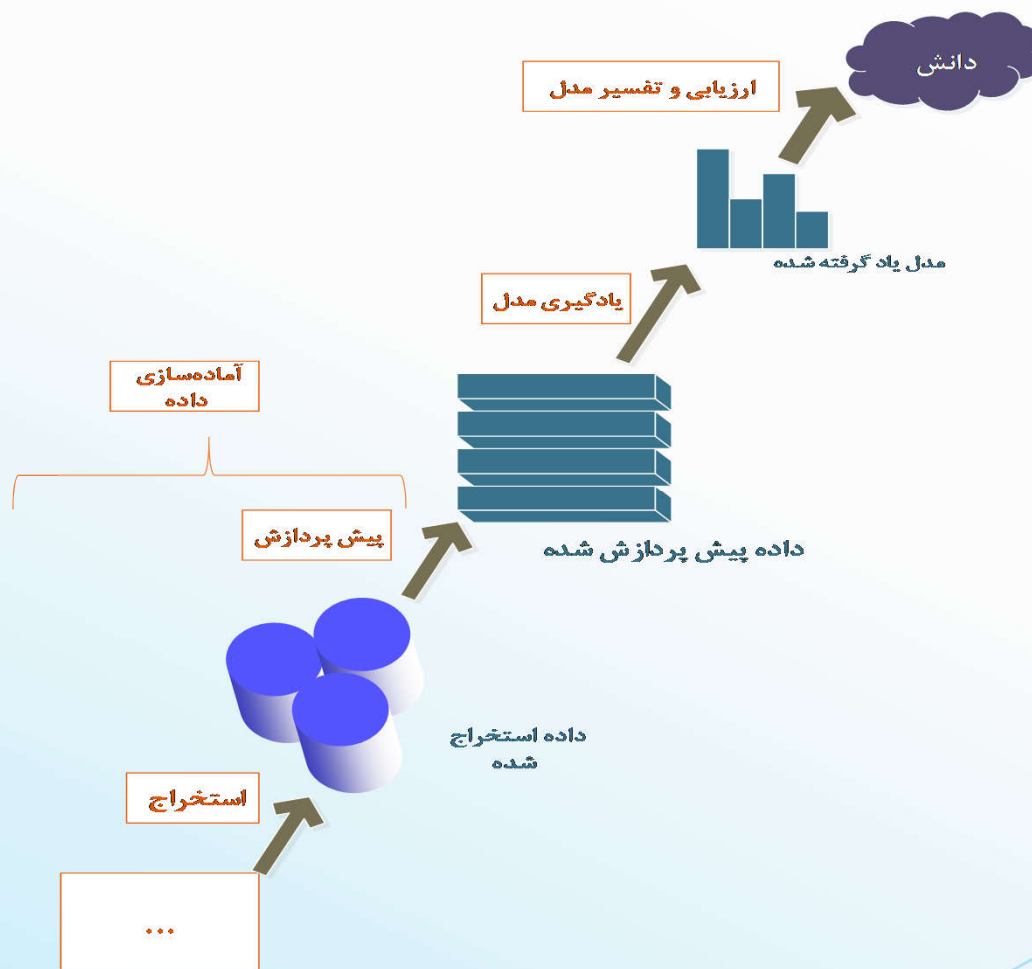 دانش
ارزیابی و تفسیر مدل
مدل یاد گرفته شده
یادگیری مدل
آماده‌سازی
داده
پیش پردازش
داده پیش پردازش شده
داده استخراج
شده
استخراج
...